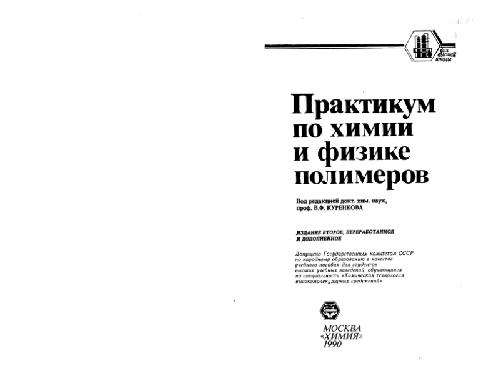 Практикум
по химии
и физике
полимеров
Под редакцией докт. хим. наук,
проф. В.Ф. КУРЕНКОВА
ИЗДАНИЕ ВТОРОЕ, ПЕРЕРАБОТАННОЕ
И ДОПОЛНЕННОЕ
Допущено Государственным комитетом СССР
по народному образованию в качестве
учебного пособия для студентов
высших учебных заведений, обучающихся
по специальности «Химическая технология
высокомолекулярных соединений»
МОСКВА
«ХИМИЯ»
1990